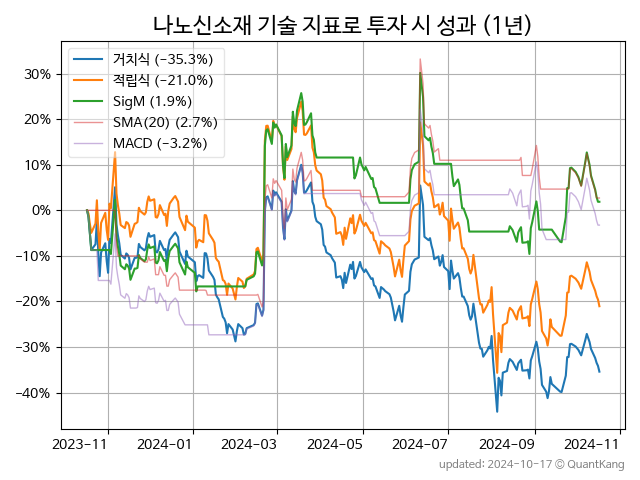 나노신소재 기술 지표로 투자 시 성과 (1년)
거치식 (-35.3%)
적립식 (-21.0%)
SigM (1.9%)
SMA(20) (2.7%)
MACD (-3.2%)
30%
20%
10%
0%
-10%
-20%
-30%
-40%
2023-11 2024-01 2024-03 2024-05 2024-07 2024-09 2024-11
updated: 2024-10-17 © QuantKang